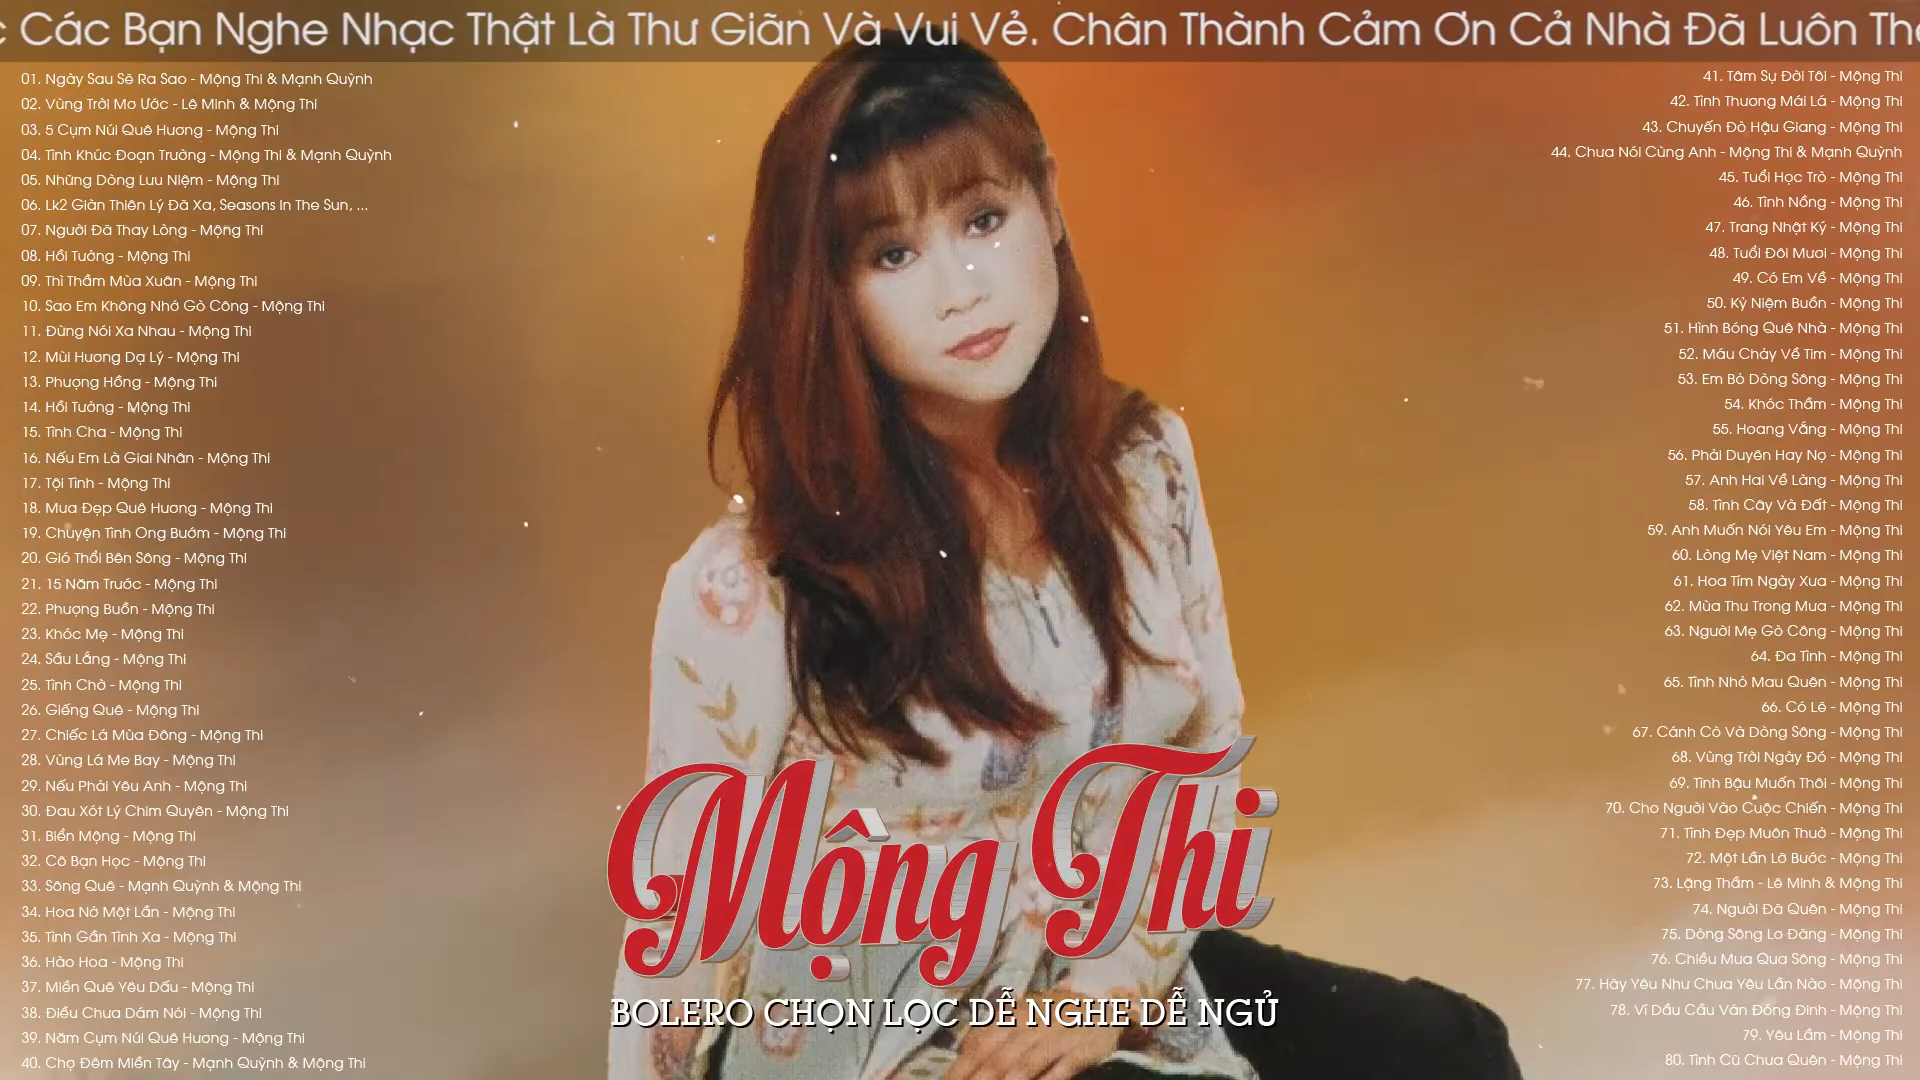 Các Bạn Nghe Nhạc Thật Là Thư Giãn Và Vui Vẻ. Chân Thành Cảm Ơn Cả Nhà Đã Luôn
01. Ngày Sau Sẽ Ra Sao - Mộng Thi & Mạnh Quỳnh
02. Vùng Trời Mơ Ước - Lê Minh & Mộng Thi
03. 5 Cụm Núi Quê Hương - Mộng Thi
04. Tình Khúc Đoạn Trường - Mộng Thi & Mạnh Quỳnh
05. Những Dòng Lưu Niệm - Mộng Thi
06. Lk2 Giàn Thiên Lý Đã Xa, Seasons In The Sun, ...
07. Người Đã Thay Lòng - Mộng Thi
08. Hồi Tưởng - Mộng Thi
09. Thì Thầm Mùa Xuân - Mộng Thi
10. Sao Em Không Nhớ Gò Công - Mộng Thi
11. Đừng Nói Xa Nhau - Mộng Thi
12. Mùi Hương Dạ Lý - Mộng Thi
13. Phượng Hồng - Mộng Thi
14. Hồi Tưởng - Mộng Thi
15. Tình Cha - Mộng Thi
16. Nếu Em Là Giai Nhân - Mộng Thi
17. Tội Tình - Mộng Thi
18. Mưa Đẹp Quê Hương - Mộng Thi
19. Chuyện Tình Ong Bướm - Mộng Thi
20. Gió Thổi Bên Sông - Mộng Thi
21. 15 Năm Trước - Mộng Thi
22. Phượng Buồn - Mộng Thi
23. Khóc Mẹ - Mộng Thi
24. Sầu Lắng - Mộng Thi
25. Tình Chờ - Mộng Thi
26. Giếng Quê - Mộng Thi
27. Chiếc Lá Mùa Đông - Mộng Thi
28. Vùng Lá Me Bay - Mộng Thi
29. Nếu Phải Yêu Anh - Mộng Thi
30. Đau Xót Lý Chim Quyên - Mộng Thi
31. Biển Mộng - Mộng Thi
32. Cô Bạn Học - Mộng Thi
33. Sông Quê - Mạnh Quỳnh & Mộng Thi
34. Hoa Nở Một Lần - Mộng Thi
35. Tình Gần Tình Xa - Mộng Thi
36. Hào Hoa - Mộng Thi
37. Miền Quê Yêu Dấu - Mộng Thi
38. Điều Chưa Dám Nói - Mộng Thi
39. Năm Cụm Núi Quê Hương - Mộng Thi
40. Chợ Đêm Miền Tây - Mạnh Quỳnh & Mộng Thi
41. Tâm Sự Đời Tôi - Mộng Thi
42. Tình Thương Mái Lá - Mộng Thi
43. Chuyến Đò Hậu Giang - Mộng Thi
44. Chưa Nói Cùng Anh - Mộng Thi & Mạnh Quỳnh
45. Tuổi Học Trò - Mộng Thi
46. Tình Nồng - Mộng Thi
47. Trang Nhật Ký - Mộng Thi
48. Tuổi Đôi Mươi - Mộng Thi
49. Có Em Về - Mộng Thi
50. Kỷ Niệm Buồn - Mộng Thi
51. Hình Bóng Quê Nhà - Mộng Thi
52. Máu Chảy Về Tim - Mộng Thi
53. Em Bỏ Dòng Sông - Mộng Thi
54. Khóc Thầm - Mộng Thi
55. Hoang Vắng - Mộng Thi
56. Phải Duyên Hay Nợ - Mộng Thi
57. Anh Hai Về Làng - Mộng Thi
58. Tình Cây Và Đất - Mộng Thi
59. Anh Muốn Nói Yêu Em - Mộng Thi
60. Lòng Mẹ Việt Nam - Mộng Thi
61. Hoa Tím Ngày Xưa - Mộng Thi
62. Mùa Thu Trong Mưa - Mộng Thi
63. Người Mẹ Gò Công - Mộng Thi
64. Đa Tình - Mộng Thi
65. Tình Nhỏ Mau Quên - Mộng Thi
66. Có Lẽ - Mộng Thi
67. Cánh Cò Và Dòng Sông - Mộng Thi
68. Vùng Trời Ngày Đó - Mộng Thi
69. Tình Bậu Muốn Thôi - Mộng Thi
70. Cho Người Vào Cuộc Chiến - Mộng Thi
71. Tình Đẹp Muôn Thuở - Mộng Thi
72. Một Lần Lỡ Bước - Mộng Thi
73. Lặng Thầm - Lê Minh & Mộng Thi
74. Người Đã Quên - Mộng Thi
75. Dòng Sông Lơ Đãng - Mộng Thi
76. Chiều Mưa Qua Sông - Mộng Thi
77. Hãy Yêu Như Chưa Yêu Lần Nào - Mộng Thi
78. Ví Dầu Cầu Ván Đóng Đinh - Mộng Thi
79. Yêu Lầm - Mộng Thi
80. Tình Cũ Chưa Quên - Mộng Thi
Mộng Thi
BOLERO CHỌN LỌC DỄ NGHE DỄ NGỦ